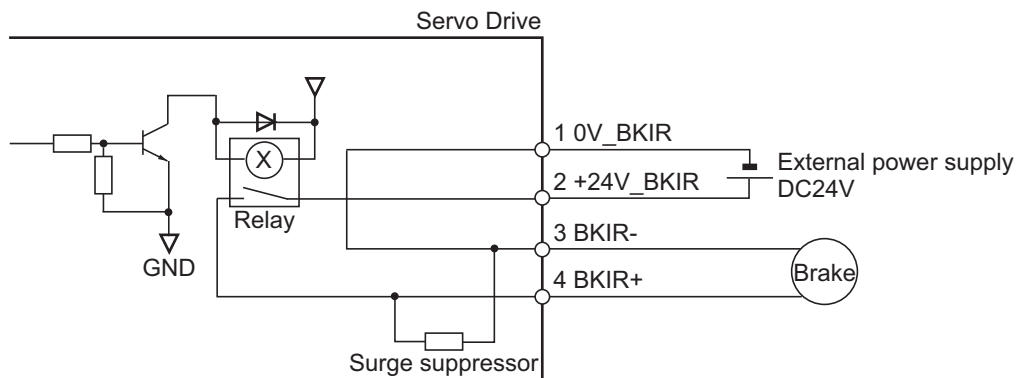 Servo Drive
1 0V_BKIR
External power supply
DC24V
X
2 +24V_BKIR
Relay
3 BKIR-
GND
Brake
4 BKIR+
Surge suppressor